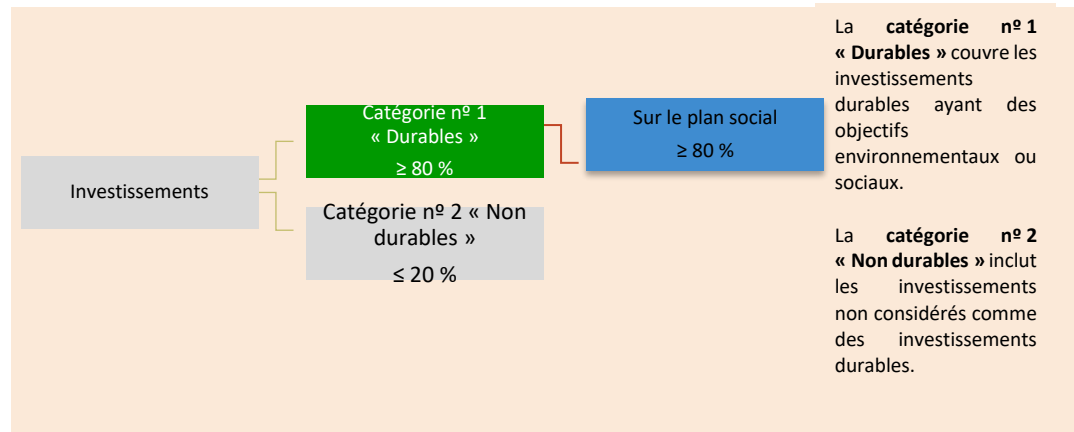 Investissements
Catégorie nº 1
« Durables »
≥ 80 %
Sur le plan social
≥ 80 %
Catégorie nº 2 « Non
durables »
≤ 20 %
La catégorie nº 1
« Durables » couvre les
investissements
durables ayant des
objectifs
environnementaux ou
sociaux.
La catégorie nº 2
« Non durables » inclut
les investissements
non considérés comme
des investissements
durables.